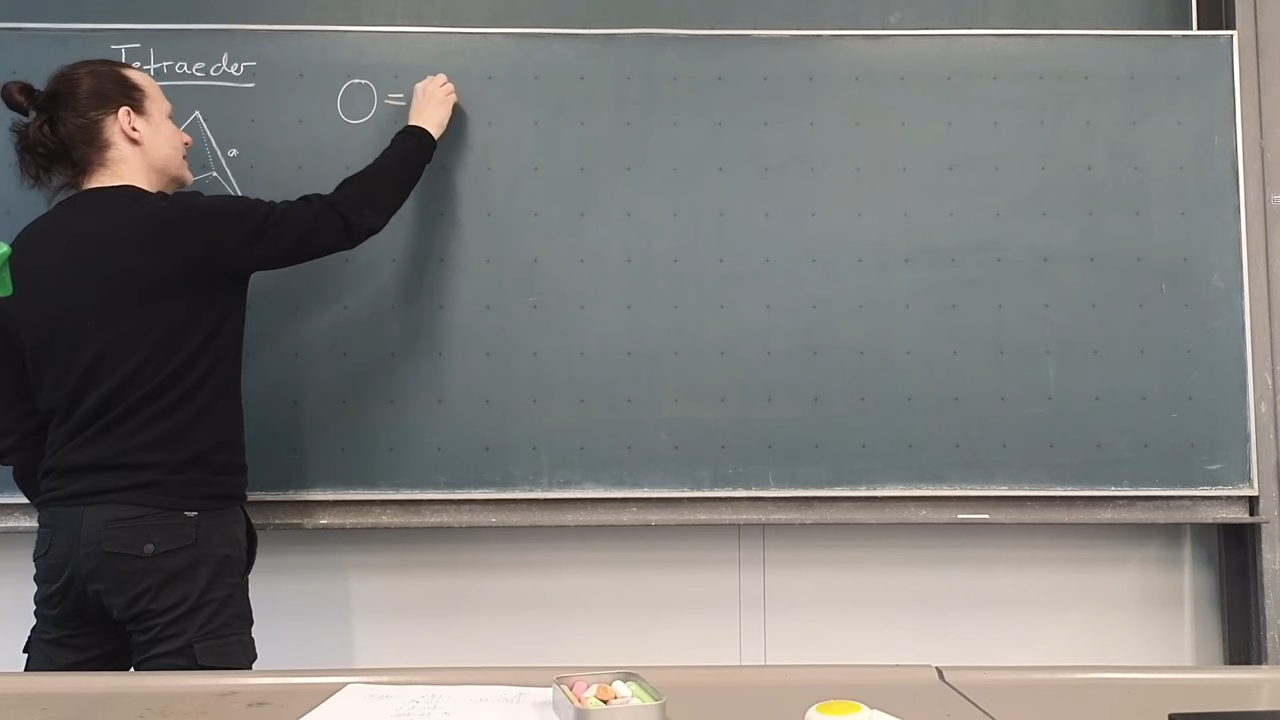 Tetraeder
O =
a